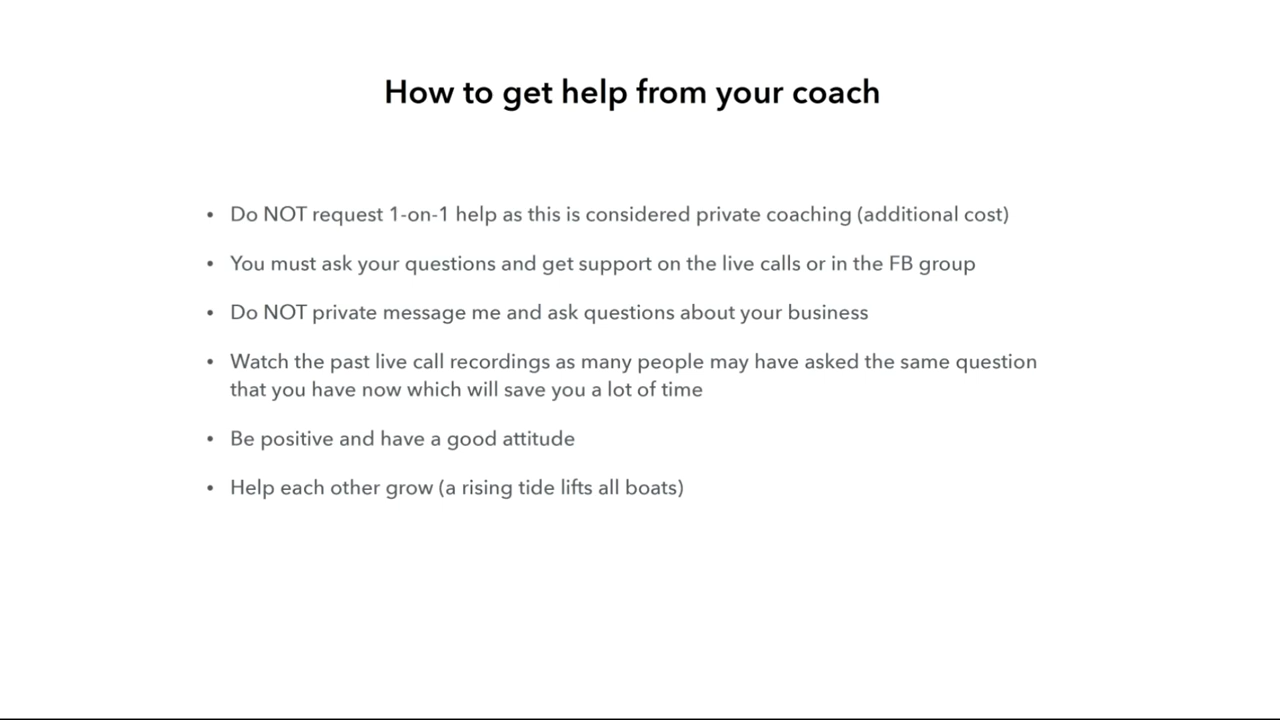 How to get help from your coach
• Do NOT request 1-on-1 help as this is considered private coaching (additional cost)
• You must ask your questions and get support on the live calls or in the FB group
• Do NOT private message me and ask questions about your business
• Watch the past live call recordings as many people may have asked the same question
that you have now which will save you a lot of time
• Be positive and have a good attitude
• Help each other grow (a rising tide lifts all boats)